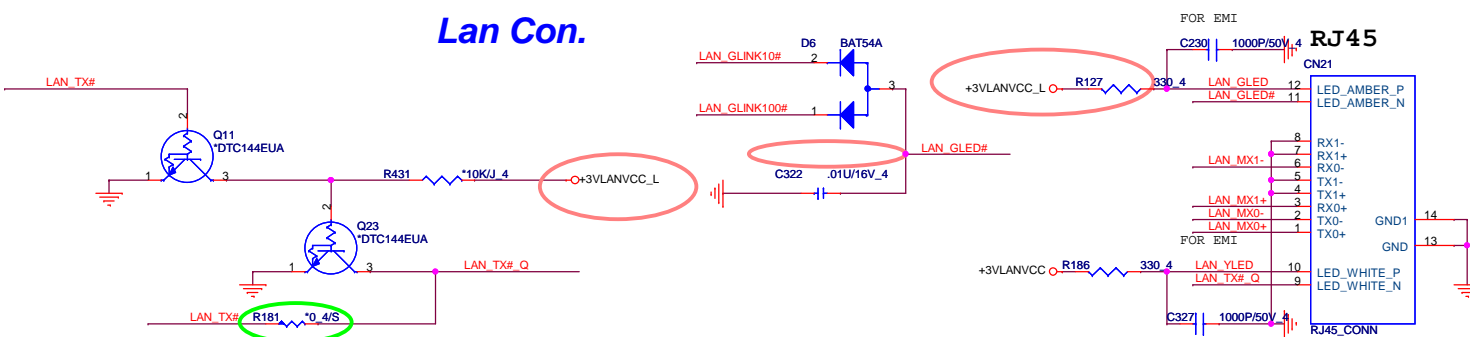 Lan Con.
LAN_TX#
2
Q11
*DTC144EUA
1
3
R431
*10K/J_4
+3VLANVCC_L
2
Q23
*DTC144EUA
1
3
LAN_TX#_Q
LAN_TX#
R181
*0_4/S
D6
BAT54A
LAN_GLINK10#
2
3
LAN_GLINK100#
1
LAN_GLED#
C322
.01U/16V_4
FOR EMI
C230
1000P/50V_4
RJ45
CN21
+3VLANVCC_L
R127
330_4
LAN_GLED
12
LED_AMBER_P
LAN_GLED#
11
LED_AMBER_N
8
RX1-
7
RX1+
LAN_MX1-
6
RX0-
5
TX1-
4
TX1+
LAN_MX1+
3
RX0+
LAN_MX0-
2
TX0-
LAN_MX0+
1
TX0+
GND1
14
GND
13
FOR EMI
+3VLANVCC
R186
330_4
LAN_YLED
10
LED_WHITE_P
LAN_TX#_Q
9
LED_WHITE_N
C327
1000P/50V_4
RJ45_CONN